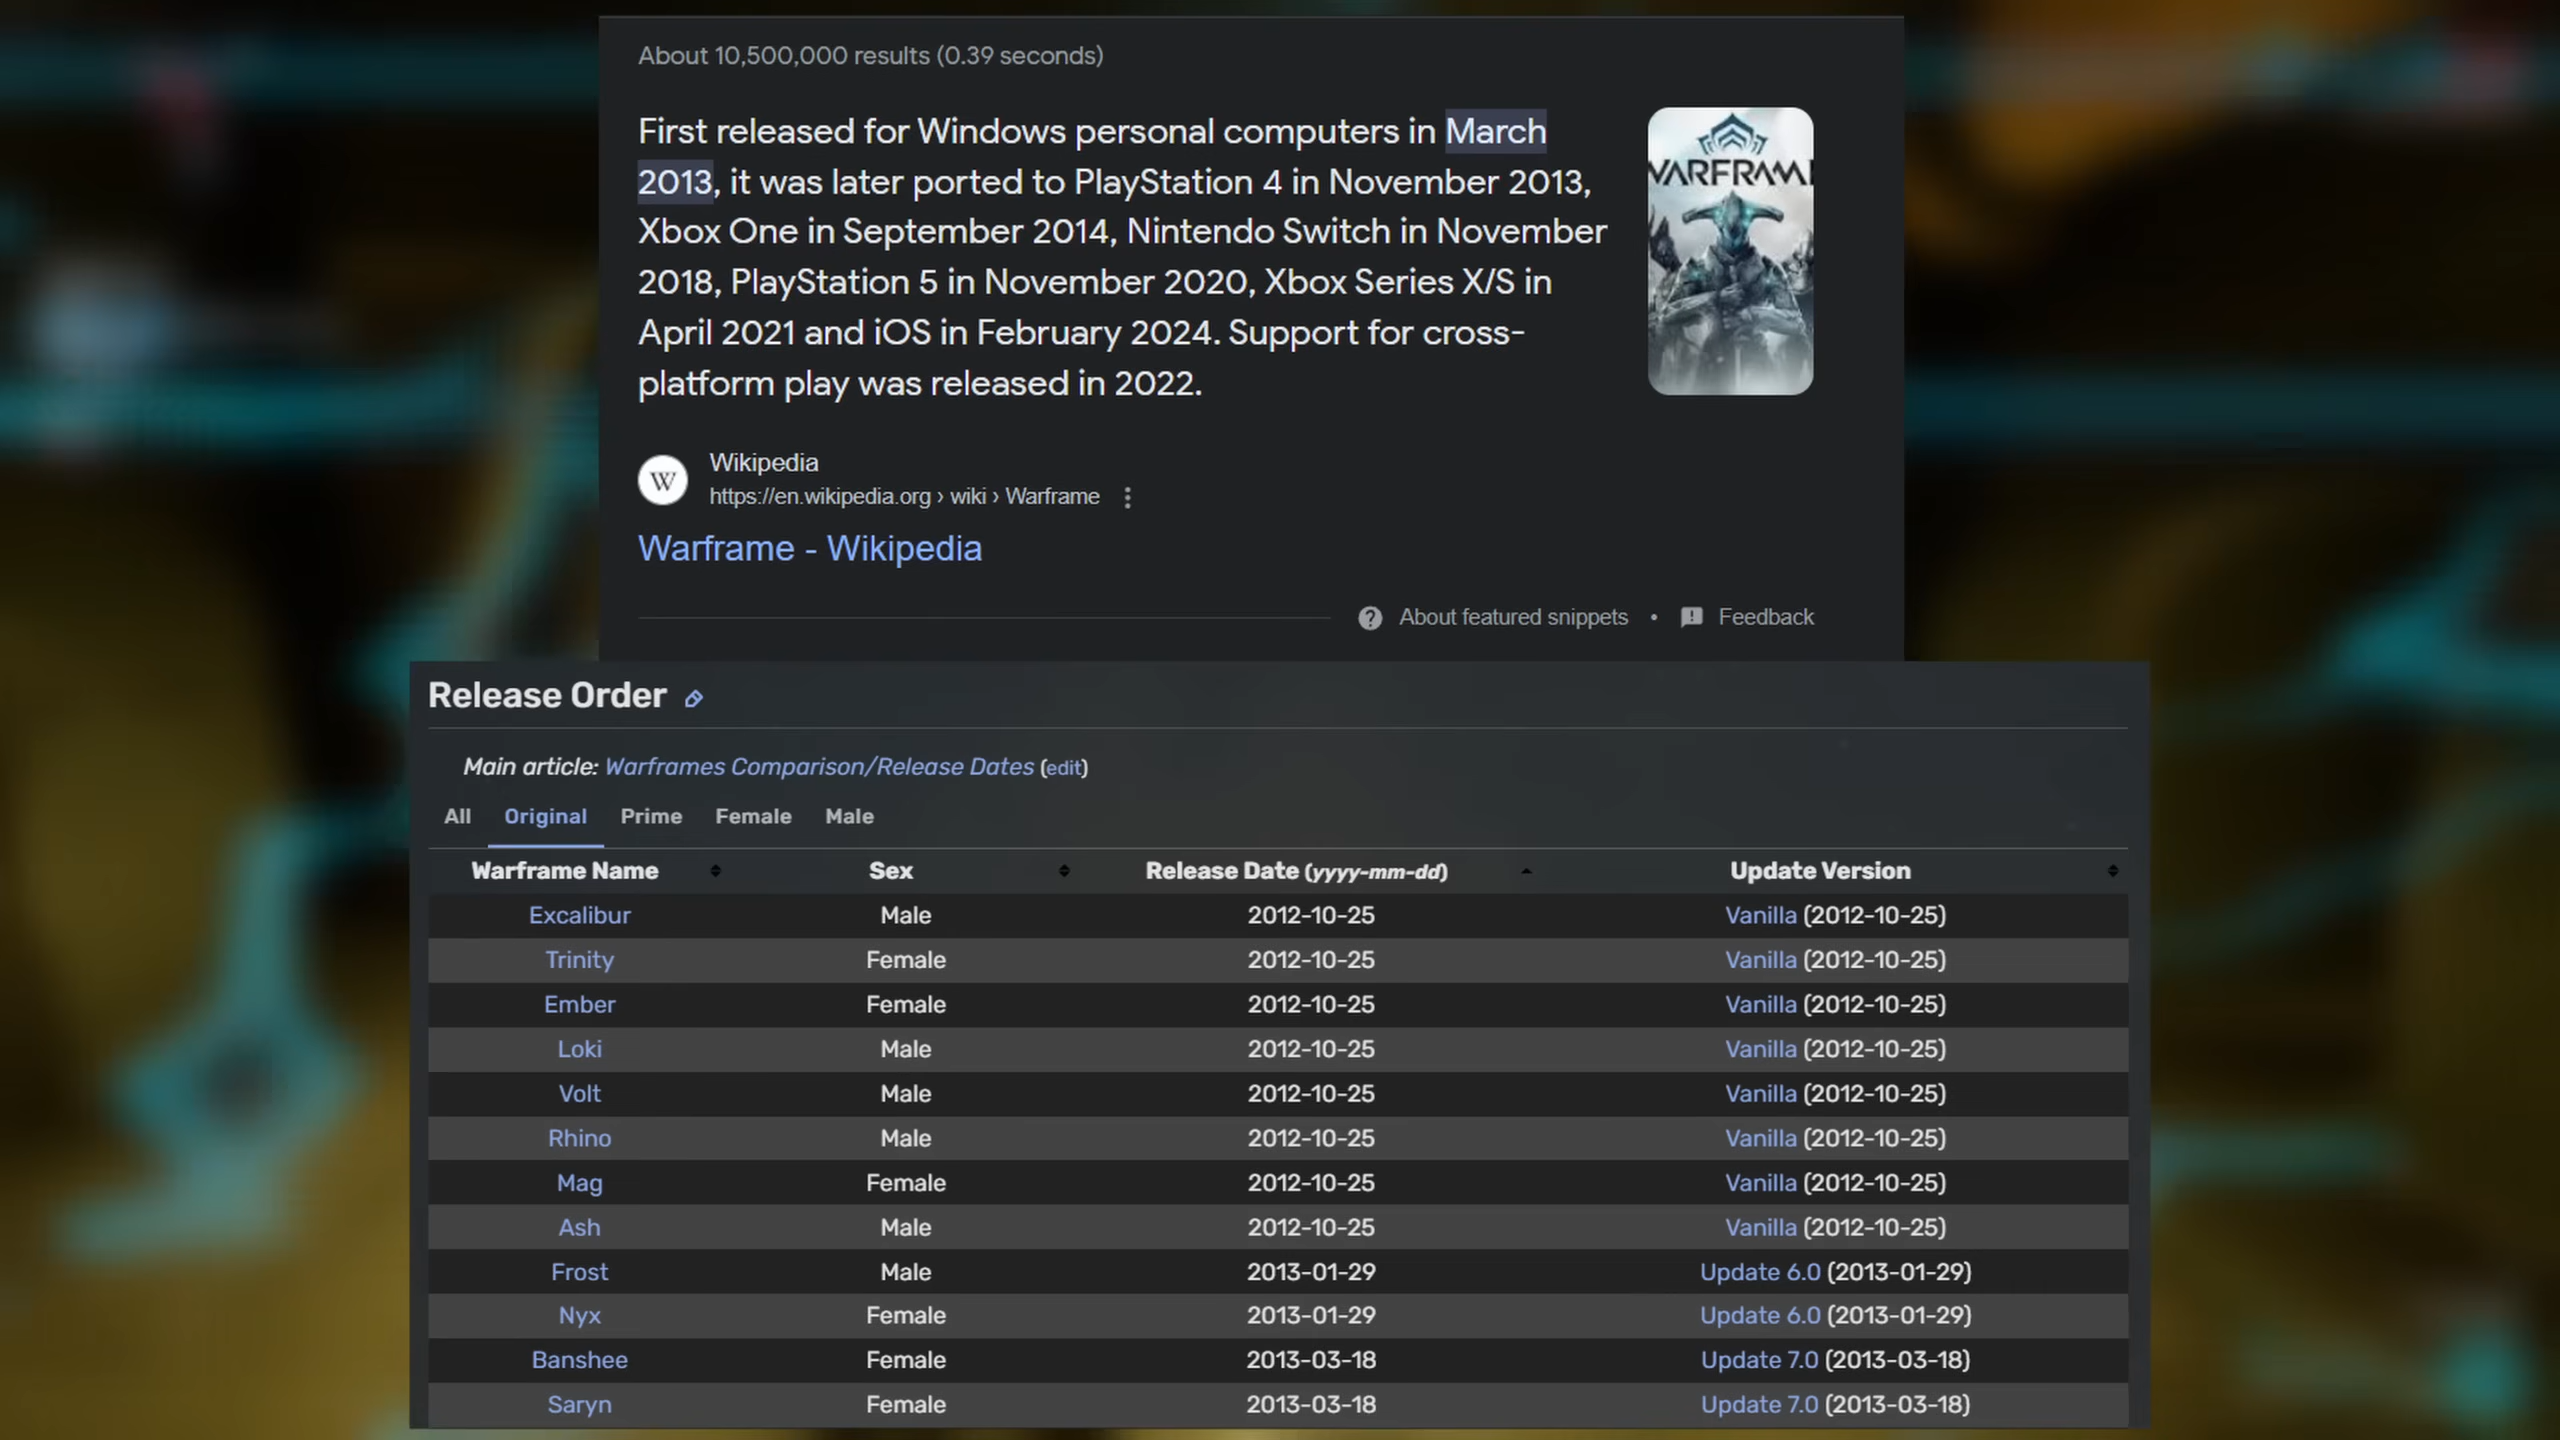 About 10,500,000 results (0.39 seconds)
First released for Windows personal computers in March
2013, it was later ported to PlayStation 4 in November 2013,
Xbox One in September 2014, Nintendo Switch in November
2018, PlayStation 5 in November 2020, Xbox Series X/S in
April 2021 and iOS in February 2024. Support for cross-
platform play was released in 2022.
WARFRAME
W
Wikipedia
https://en.wikipedia.org › wiki › Warframe
Warframe - Wikipedia
? About featured snippets • Feedback
Release Order
Main article: Warframes Comparison/Release Dates (edit)
All Original Prime Female Male
Warframe Name Sex Release Date (yyyy-mm-dd) Update Version
Excalibur Male 2012-10-25 Vanilla (2012-10-25)
Trinity Female 2012-10-25 Vanilla (2012-10-25)
Ember Female 2012-10-25 Vanilla (2012-10-25)
Loki Male 2012-10-25 Vanilla (2012-10-25)
Volt Male 2012-10-25 Vanilla (2012-10-25)
Rhino Male 2012-10-25 Vanilla (2012-10-25)
Mag Female 2012-10-25 Vanilla (2012-10-25)
Ash Male 2012-10-25 Vanilla (2012-10-25)
Frost Male 2013-01-29 Update 6.0 (2013-01-29)
Nyx Female 2013-01-29 Update 6.0 (2013-01-29)
Banshee Female 2013-03-18 Update 7.0 (2013-03-18)
Saryn Female 2013-03-18 Update 7.0 (2013-03-18)